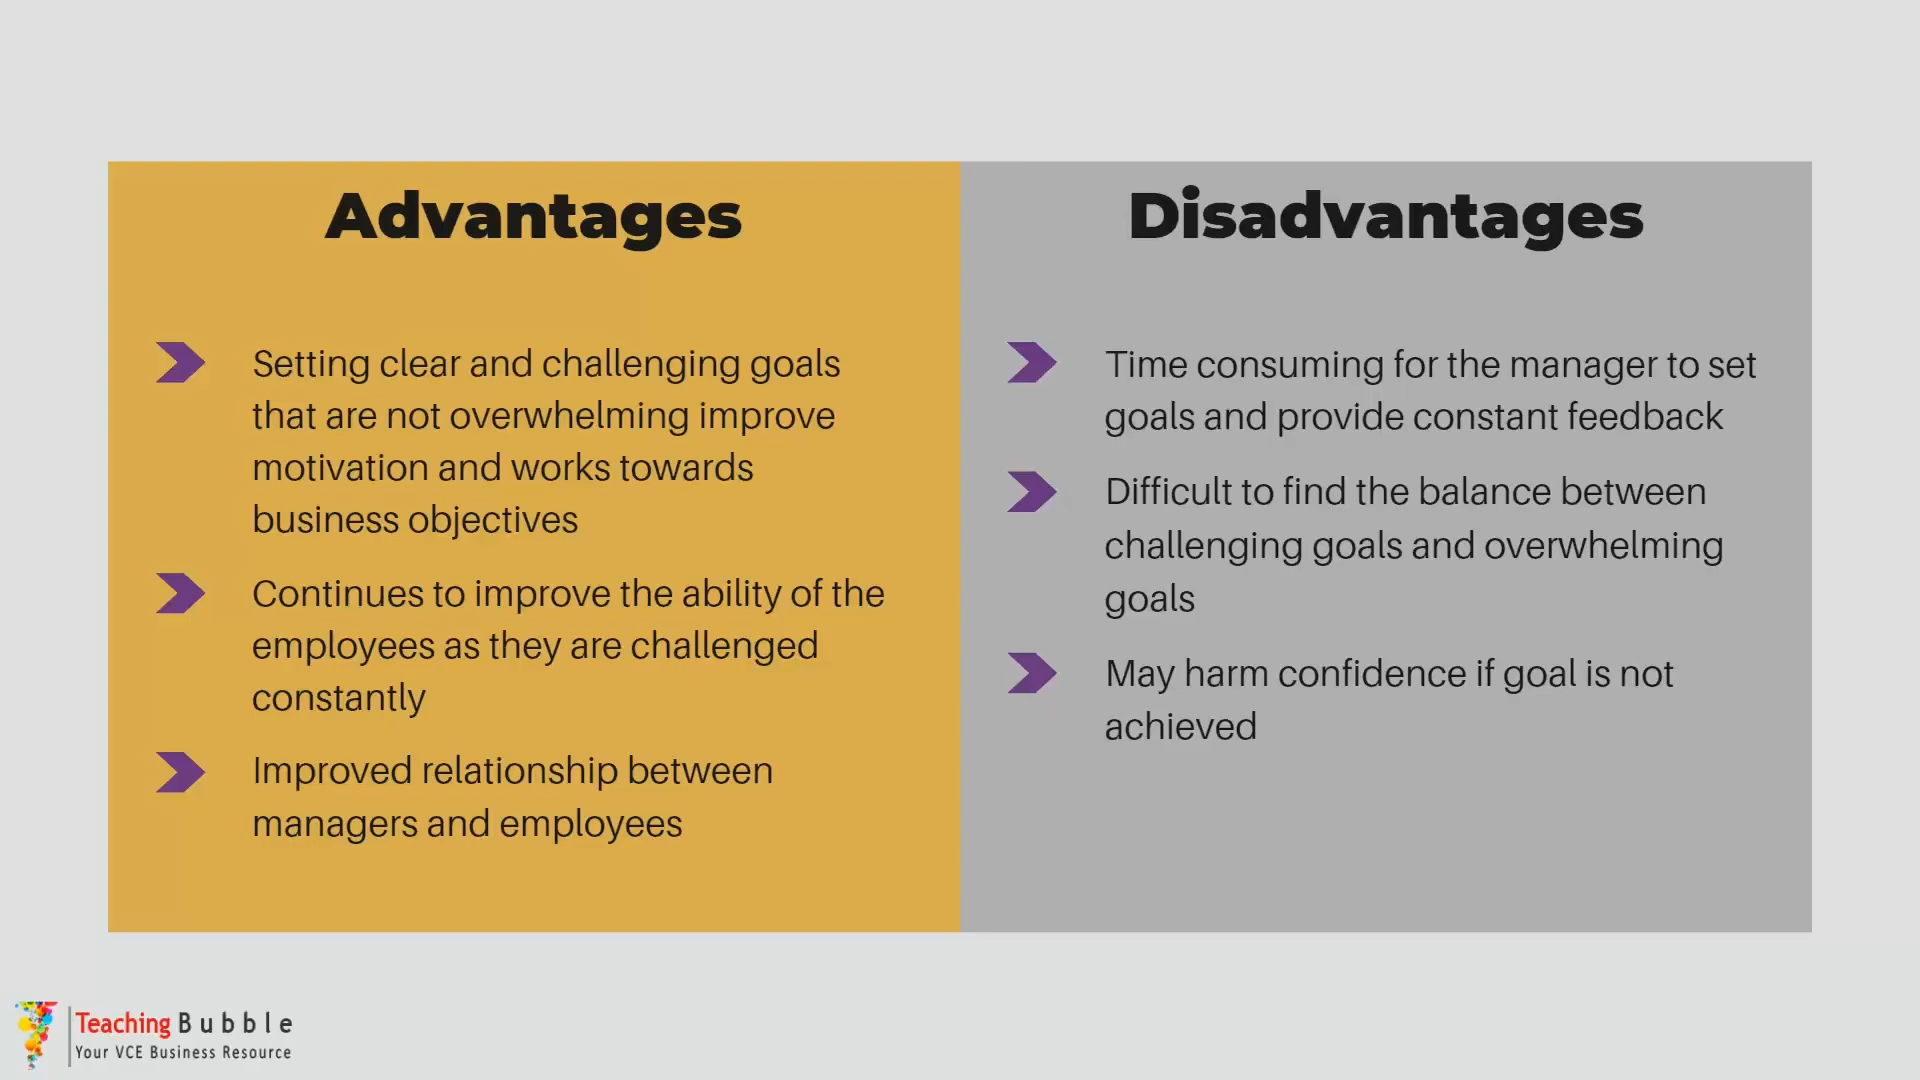 Advantages
Setting clear and challenging goals
that are not overwhelming improve
motivation and works towards
business objectives
Continues to improve the ability of the
employees as they are challenged
constantly
Improved relationship between
managers and employees
Disadvantages
Time consuming for the manager to set
goals and provide constant feedback
Difficult to find the balance between
challenging goals and overwhelming
goals
May harm confidence if goal is not
achieved
Teaching Bubble
Your VCE Business Resource